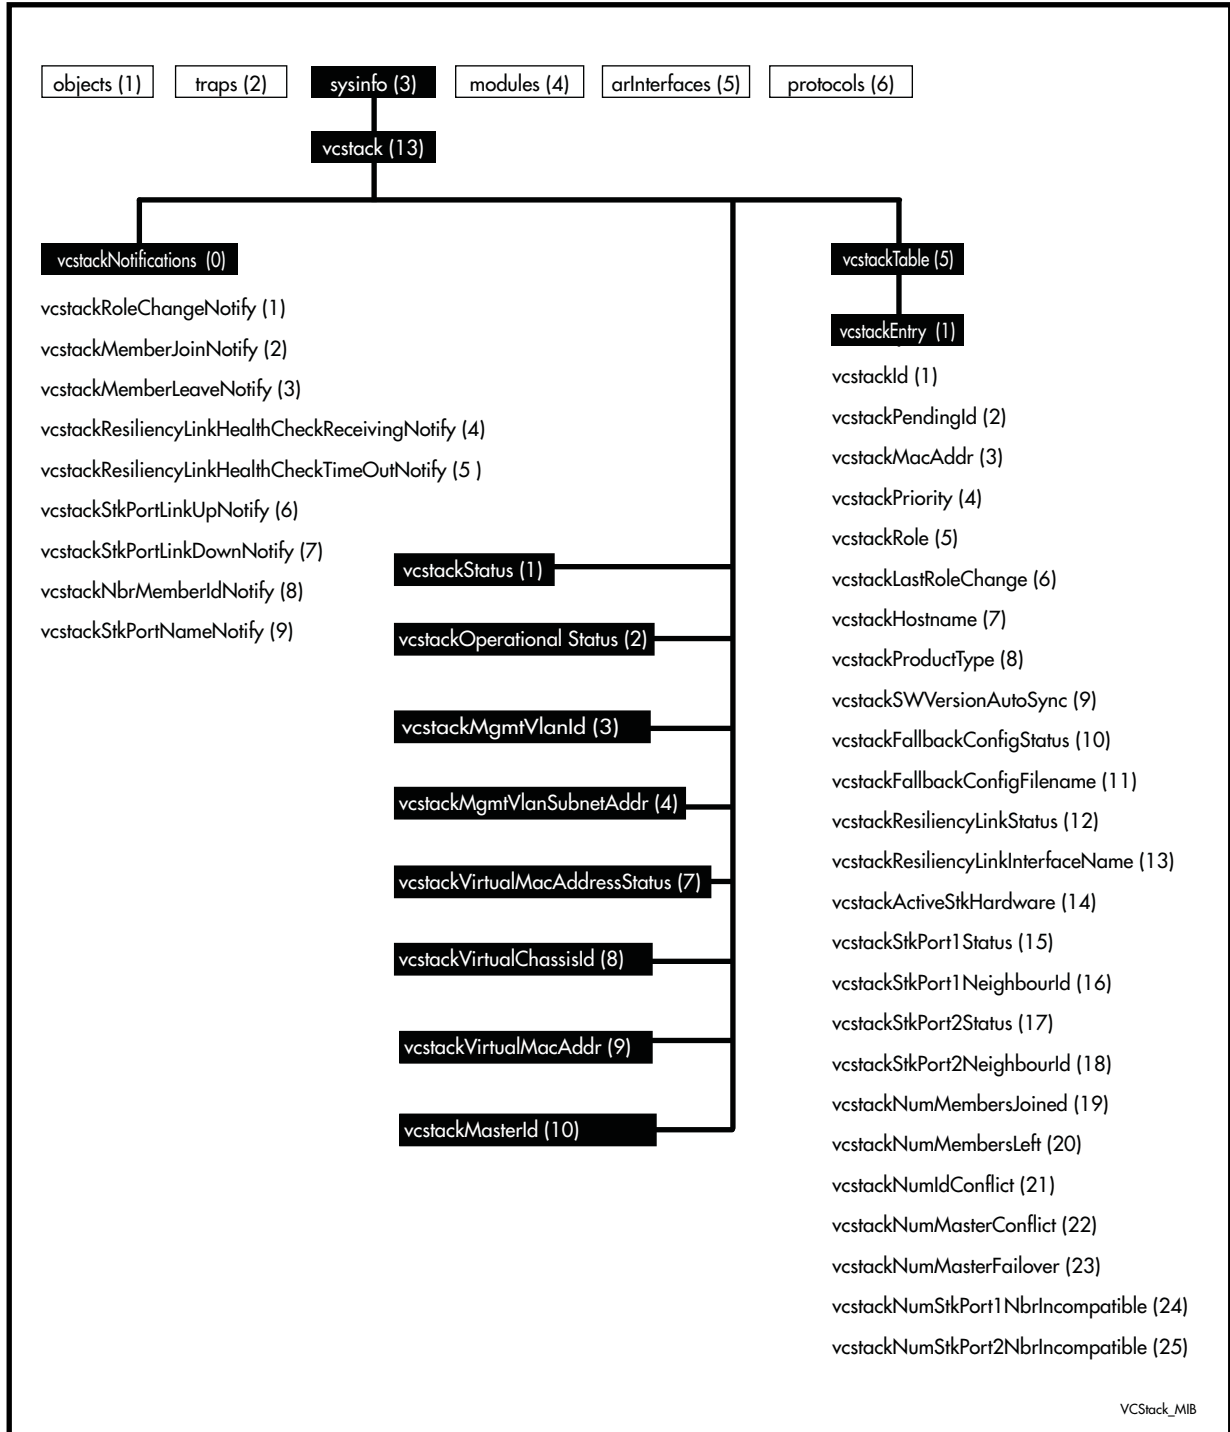 objects (1)
traps (2)
sysinfo (3)
modules (4)
arInterfaces (5)
protocols (6)
vcstack (13)
vcstackNotifications (0)
vcstackRoleChangeNotify (1)
vcstackMemberJoinNotify (2)
vcstackMemberLeaveNotify (3)
vcstackResiliencyLinkHealthCheckReceivingNotify (4)
vcstackResiliencyLinkHealthCheckTimeOutNotify (5 )
vcstackStkPortLinkUpNotify (6)
vcstackStkPortLinkDownNotify (7)
vcstackNbrMemberIdNotify (8)
vcstackStkPortNameNotify (9)
vcstackStatus (1)
vcstackOperational Status (2)
vcstackMgmtVlanId (3)
vcstackMgmtVlanSubnetAddr (4)
vcstackVirtualMacAddressStatus (7)
vcstackVirtualChassisId (8)
vcstackVirtualMacAddr (9)
vcstackMasterId (10)
vcstackTable (5)
vcstackEntry (1)
vcstackId (1)
vcstackPendingId (2)
vcstackMacAddr (3)
vcstackPriority (4)
vcstackRole (5)
vcstackLastRoleChange (6)
vcstackHostname (7)
vcstackProductType (8)
vcstackSWVersionAutoSync (9)
vcstackFallbackConfigStatus (10)
vcstackFallbackConfigFilename (11)
vcstackResiliencyLinkStatus (12)
vcstackResiliencyLinkInterfaceName (13)
vcstackActiveStkHardware (14)
vcstackStkPort1Status (15)
vcstackStkPort1NeighbourId (16)
vcstackStkPort2Status (17)
vcstackStkPort2NeighbourId (18)
vcstackNumMembersJoined (19)
vcstackNumMembersLeft (20)
vcstackNumIdConflict (21)
vcstackNumMasterConflict (22)
vcstackNumMasterFailover (23)
vcstackNumStkPort1NbrIncompatible (24)
vcstackNumStkPort2NbrIncompatible (25)
VCStack_MIB